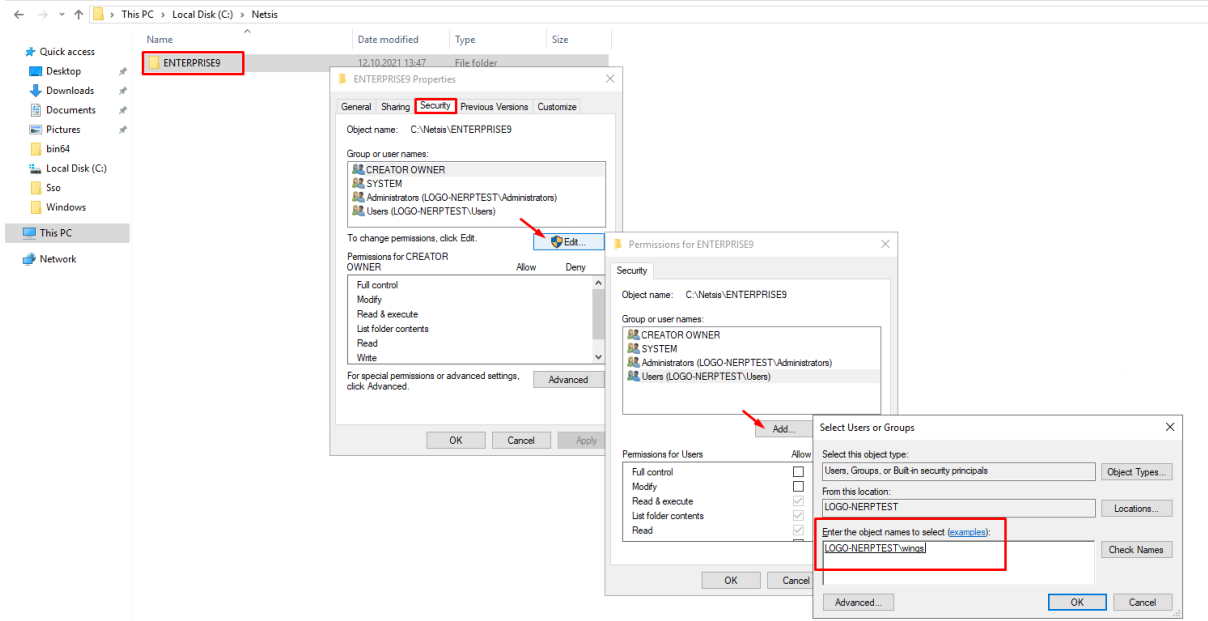 This PC > Local Disk (C:) > Netsis
Quick access
Desktop
Downloads
Documents
Pictures
bin64
Local Disk (C:)
Sso
Windows
This PC
Network
Name Date modified Type Size
ENTERPRISE9 12.10.2021 13:47 File folder
ENTERPRISE9 Properties
General Sharing Security Previous Versions Customize
Object name: C:\Netsis\ENTERPRISE9
Group or user names:
CREATOR OWNER
SYSTEM
Administrators (LOGO-NERPTEST\Administrators)
Users (LOGO-NERPTEST\Users)
To change permissions, click Edit.
Edit...
Permissions for CREATOR
OWNER Allow Deny
Full control
Modify
Read & execute
List folder contents
Read
Write
For special permissions or advanced settings,
click Advanced.
Advanced
OK Cancel Apply
Permissions for ENTERPRISE9
Security
Object name: C:\Netsis\ENTERPRISE9
Group or user names:
CREATOR OWNER
SYSTEM
Administrators (LOGO-NERPTEST\Administrators)
Users (LOGO-NERPTEST\Users)
Add...
Permissions for Users Allow
Full control
Modify
Read & execute
List folder contents
Read
OK Cancel
Select Users or Groups
Select this object type:
Users, Groups, or Built-in security principals
Object Types...
From this location:
LOGO-NERPTEST
Locations...
Enter the object names to select (examples):
LOGO-NERPTEST\wings
Check Names
Advanced...
OK Cancel